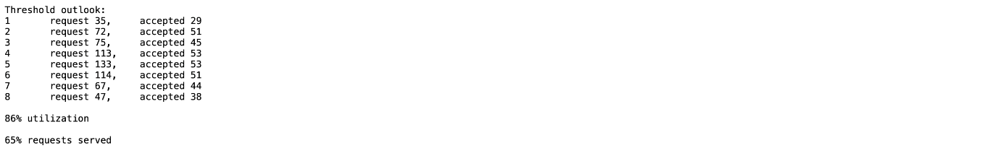 Threshold outlook:
1 request 35, accepted 29
2 request 72, accepted 51
3 request 75, accepted 45
4 request 113, accepted 53
5 request 133, accepted 53
6 request 114, accepted 51
7 request 67, accepted 44
8 request 47, accepted 38
86% utilization
65% requests served